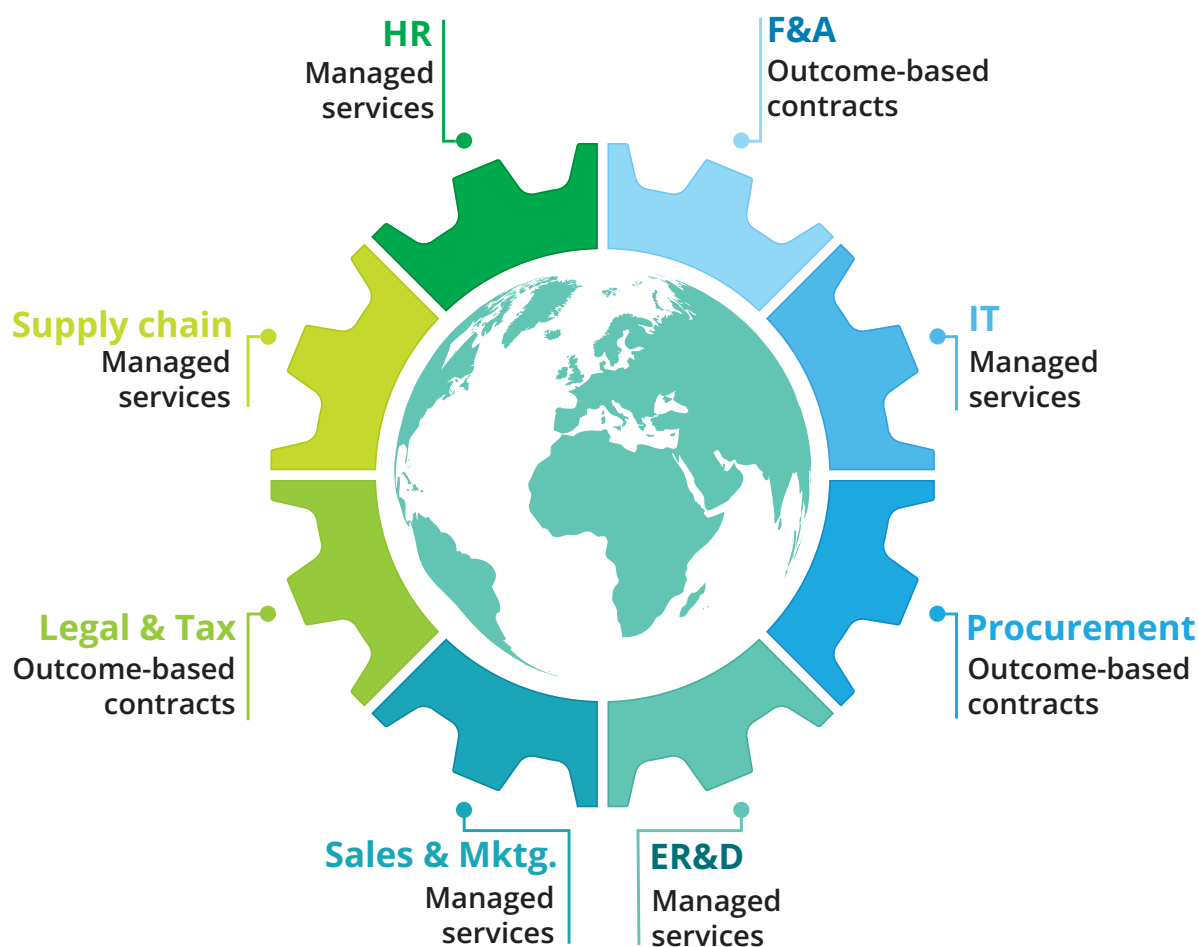 HR
Managed
services
F&A
Outcome-based
contracts
Supply chain
Managed
services
IT
Managed
services
Legal & Tax
Outcome-based
contracts
Procurement
Outcome-based
contracts
Sales & Mktg.
Managed
services
ER&D
Managed
services